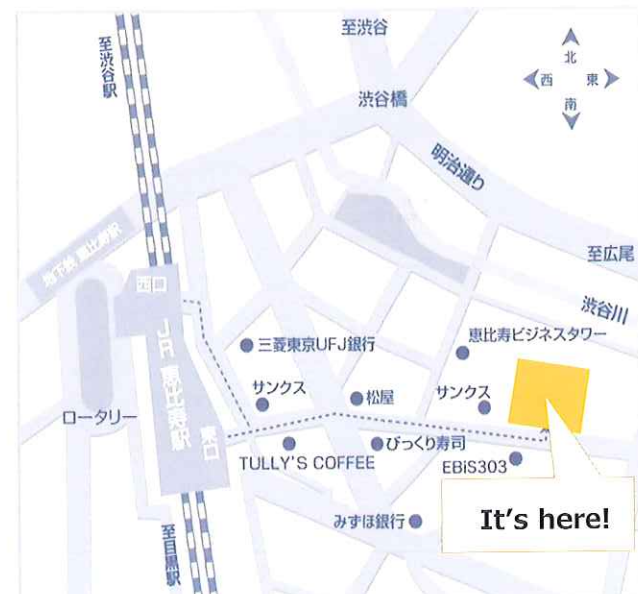 至渋谷
至渋谷駅
北
西
東
南
渋谷橋
明治通り
至広尾
渋谷川
地下鉄 恵比寿駅
西口
JR 恵比寿駅
東口
ロータリー
三菱東京UFJ銀行
恵比寿ビジネスタワー
サンクス
松屋
サンクス
TULLY'S COFFEE
びっくり寿司
EBiS303
みずほ銀行
It's here!
至目黒駅